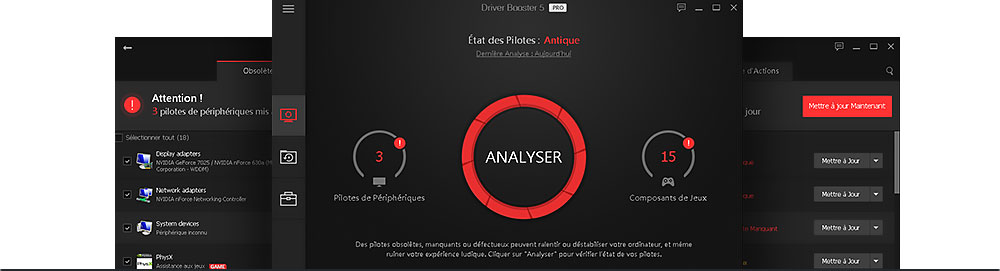 Driver Booster 5 PRO
État des Pilotes : Antique
Dernière Analyse : Aujourd'hui
3
Pilotes de Périphériques
ANALYSER
15
Composants de Jeux
Des pilotes obsolètes, manquants ou défectueux peuvent ralentir ou déstabiliser votre ordinateur, et même
ruiner votre expérience ludique. Cliquer sur "Analyser" pour vérifier l'état de vos pilotes.
Obsolète
Attention !
3 pilotes de périphériques mis
Sélectionner tout (18)
Display adapters
NVIDIA GeForce 7025 / NVIDIA nForce 630a (M
Corporation - WDDM)
Network adapters
NVIDIA nForce Networking Controller
System devices
Périphérique inconnu
PhysX
Assistance aux jeux GAME
e d'Actions
jour
Mettre à jour Maintenant
que
Mettre à Jour
que
Mettre à Jour
te Manquant
Mettre à Jour
que
Mettre à Jour